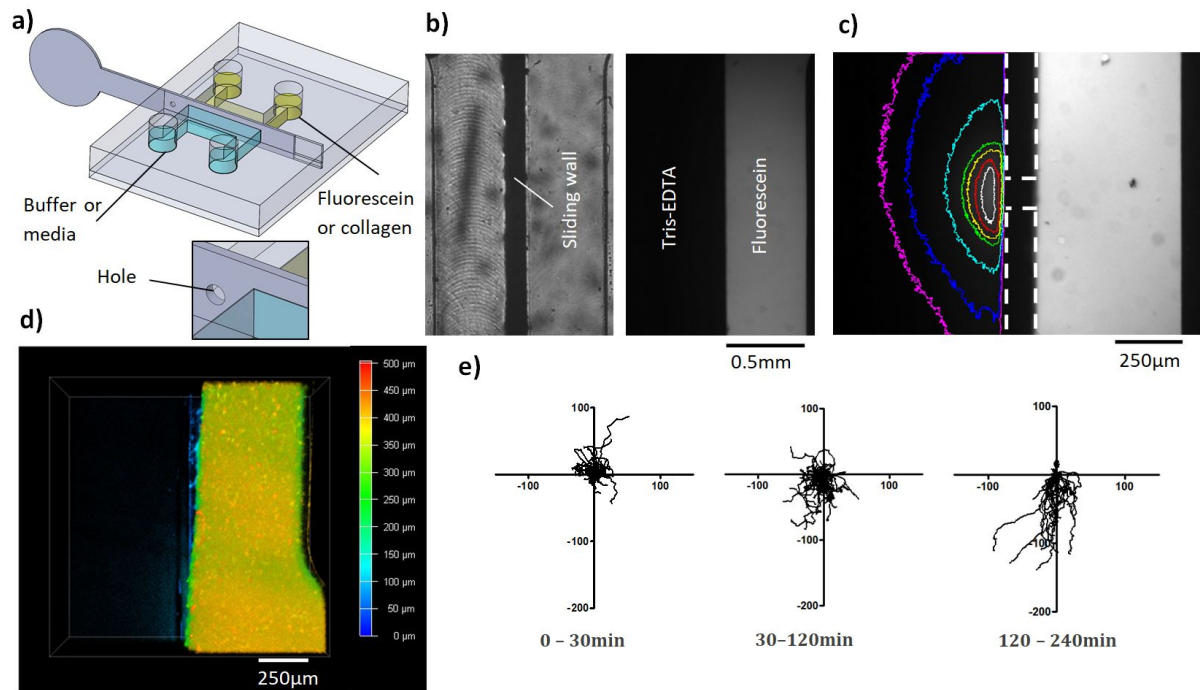 a)
Buffer or
media
Fluorescein
or collagen
Hole
b)
Sliding wall
Tris-EDTA
Fluorescein
0.5mm
c)
250µm
d)
500 µm
450 µm
400 µm
350 µm
300 µm
250 µm
200 µm
150 µm
100 µm
50 µm
0 µm
250µm
e)
100
-100
100
-100
-200
0 – 30min
100
-100
100
-100
-200
30–120min
100
-100
100
-100
-200
120 – 240min